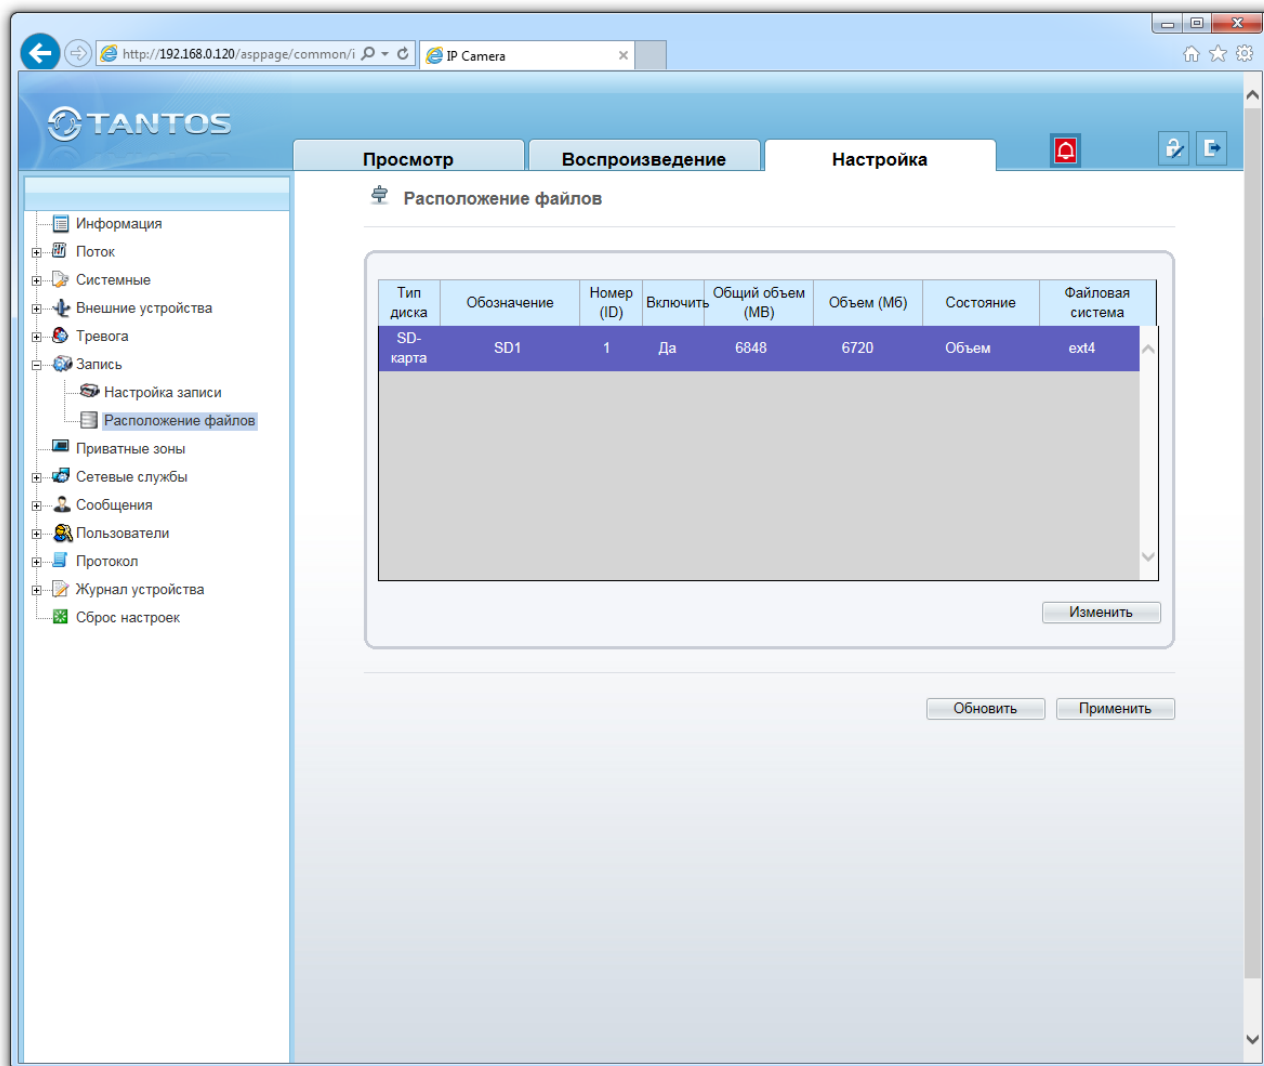 http://192.168.0.120/asppage/common/i
IP Camera
TANTOS
Просмотр
Воспроизведение
Настройка
Информация
Поток
Системные
Внешние устройства
Тревога
Запись
Настройка записи
Расположение файлов
Приватные зоны
Сетевые службы
Сообщения
Пользователи
Протокол
Журнал устройства
Сброс настроек
Расположение файлов
Тип диска Обозначение Номер (ID) Включить Общий объем (MB) Объем (Мб) Состояние Файловая система
SD-карта SD1 1 Да 6848 6720 Объем ext4
Изменить
Обновить Применить